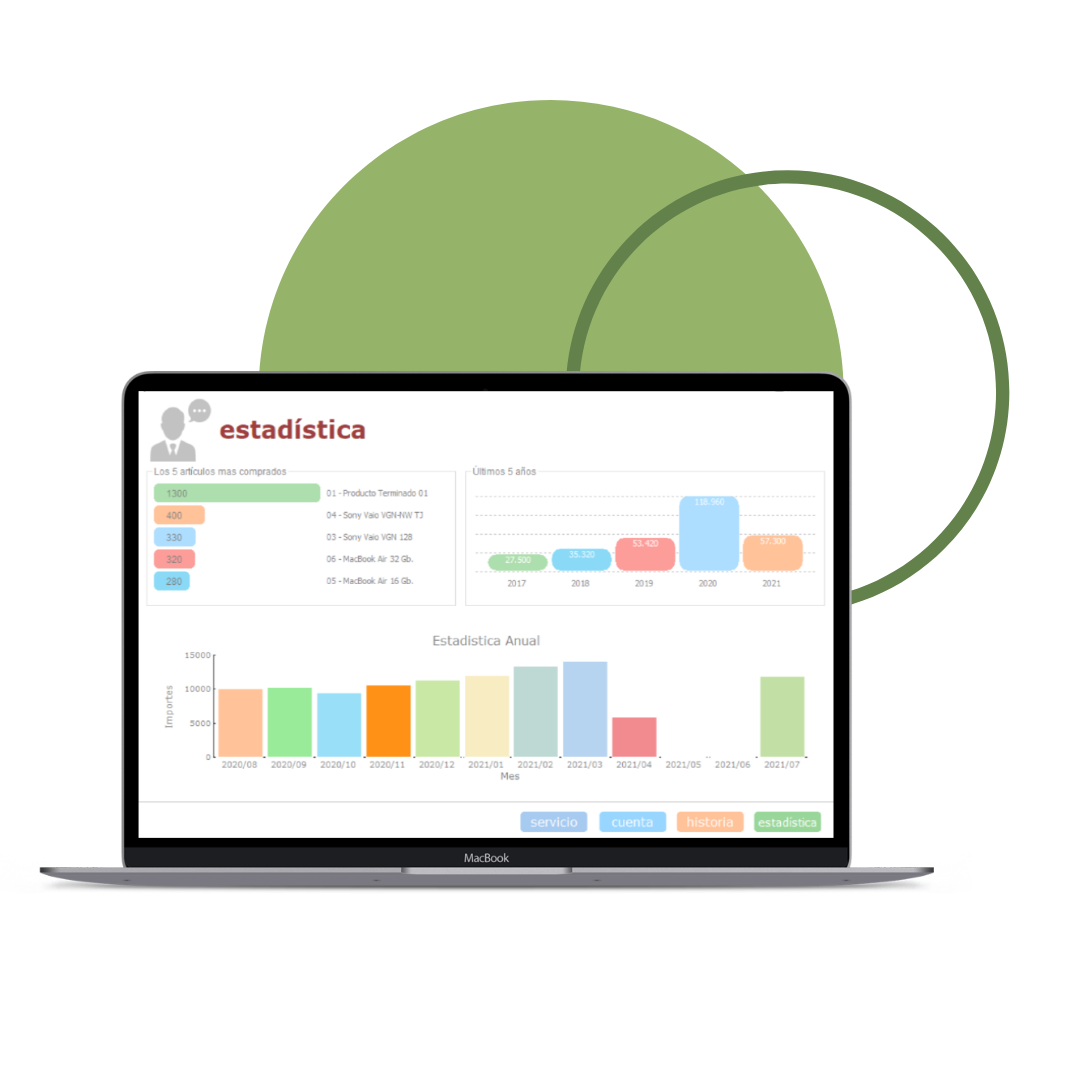 estadística
Los 5 artículos mas comprados
1300 01 - Producto Terminado 01
400 04 - Sony Vaio VGN-NW TJ
330 03 - Sony Vaio VGN 128
320 06 - MacBook Air 32 Gb.
280 05 - MacBook Air 16 Gb.
Últimos 5 años
27.500 35.320 53.420 118.960 57.300
2017 2018 2019 2020 2021
Estadistica Anual
Importes
15000
10000
5000
0
2020/08 2020/09 2020/10 2020/11 2020/12 2021/01 2021/02 2021/03 2021/04 2021/05 2021/06 2021/07
Mes
servicio cuenta historia estadística
MacBook